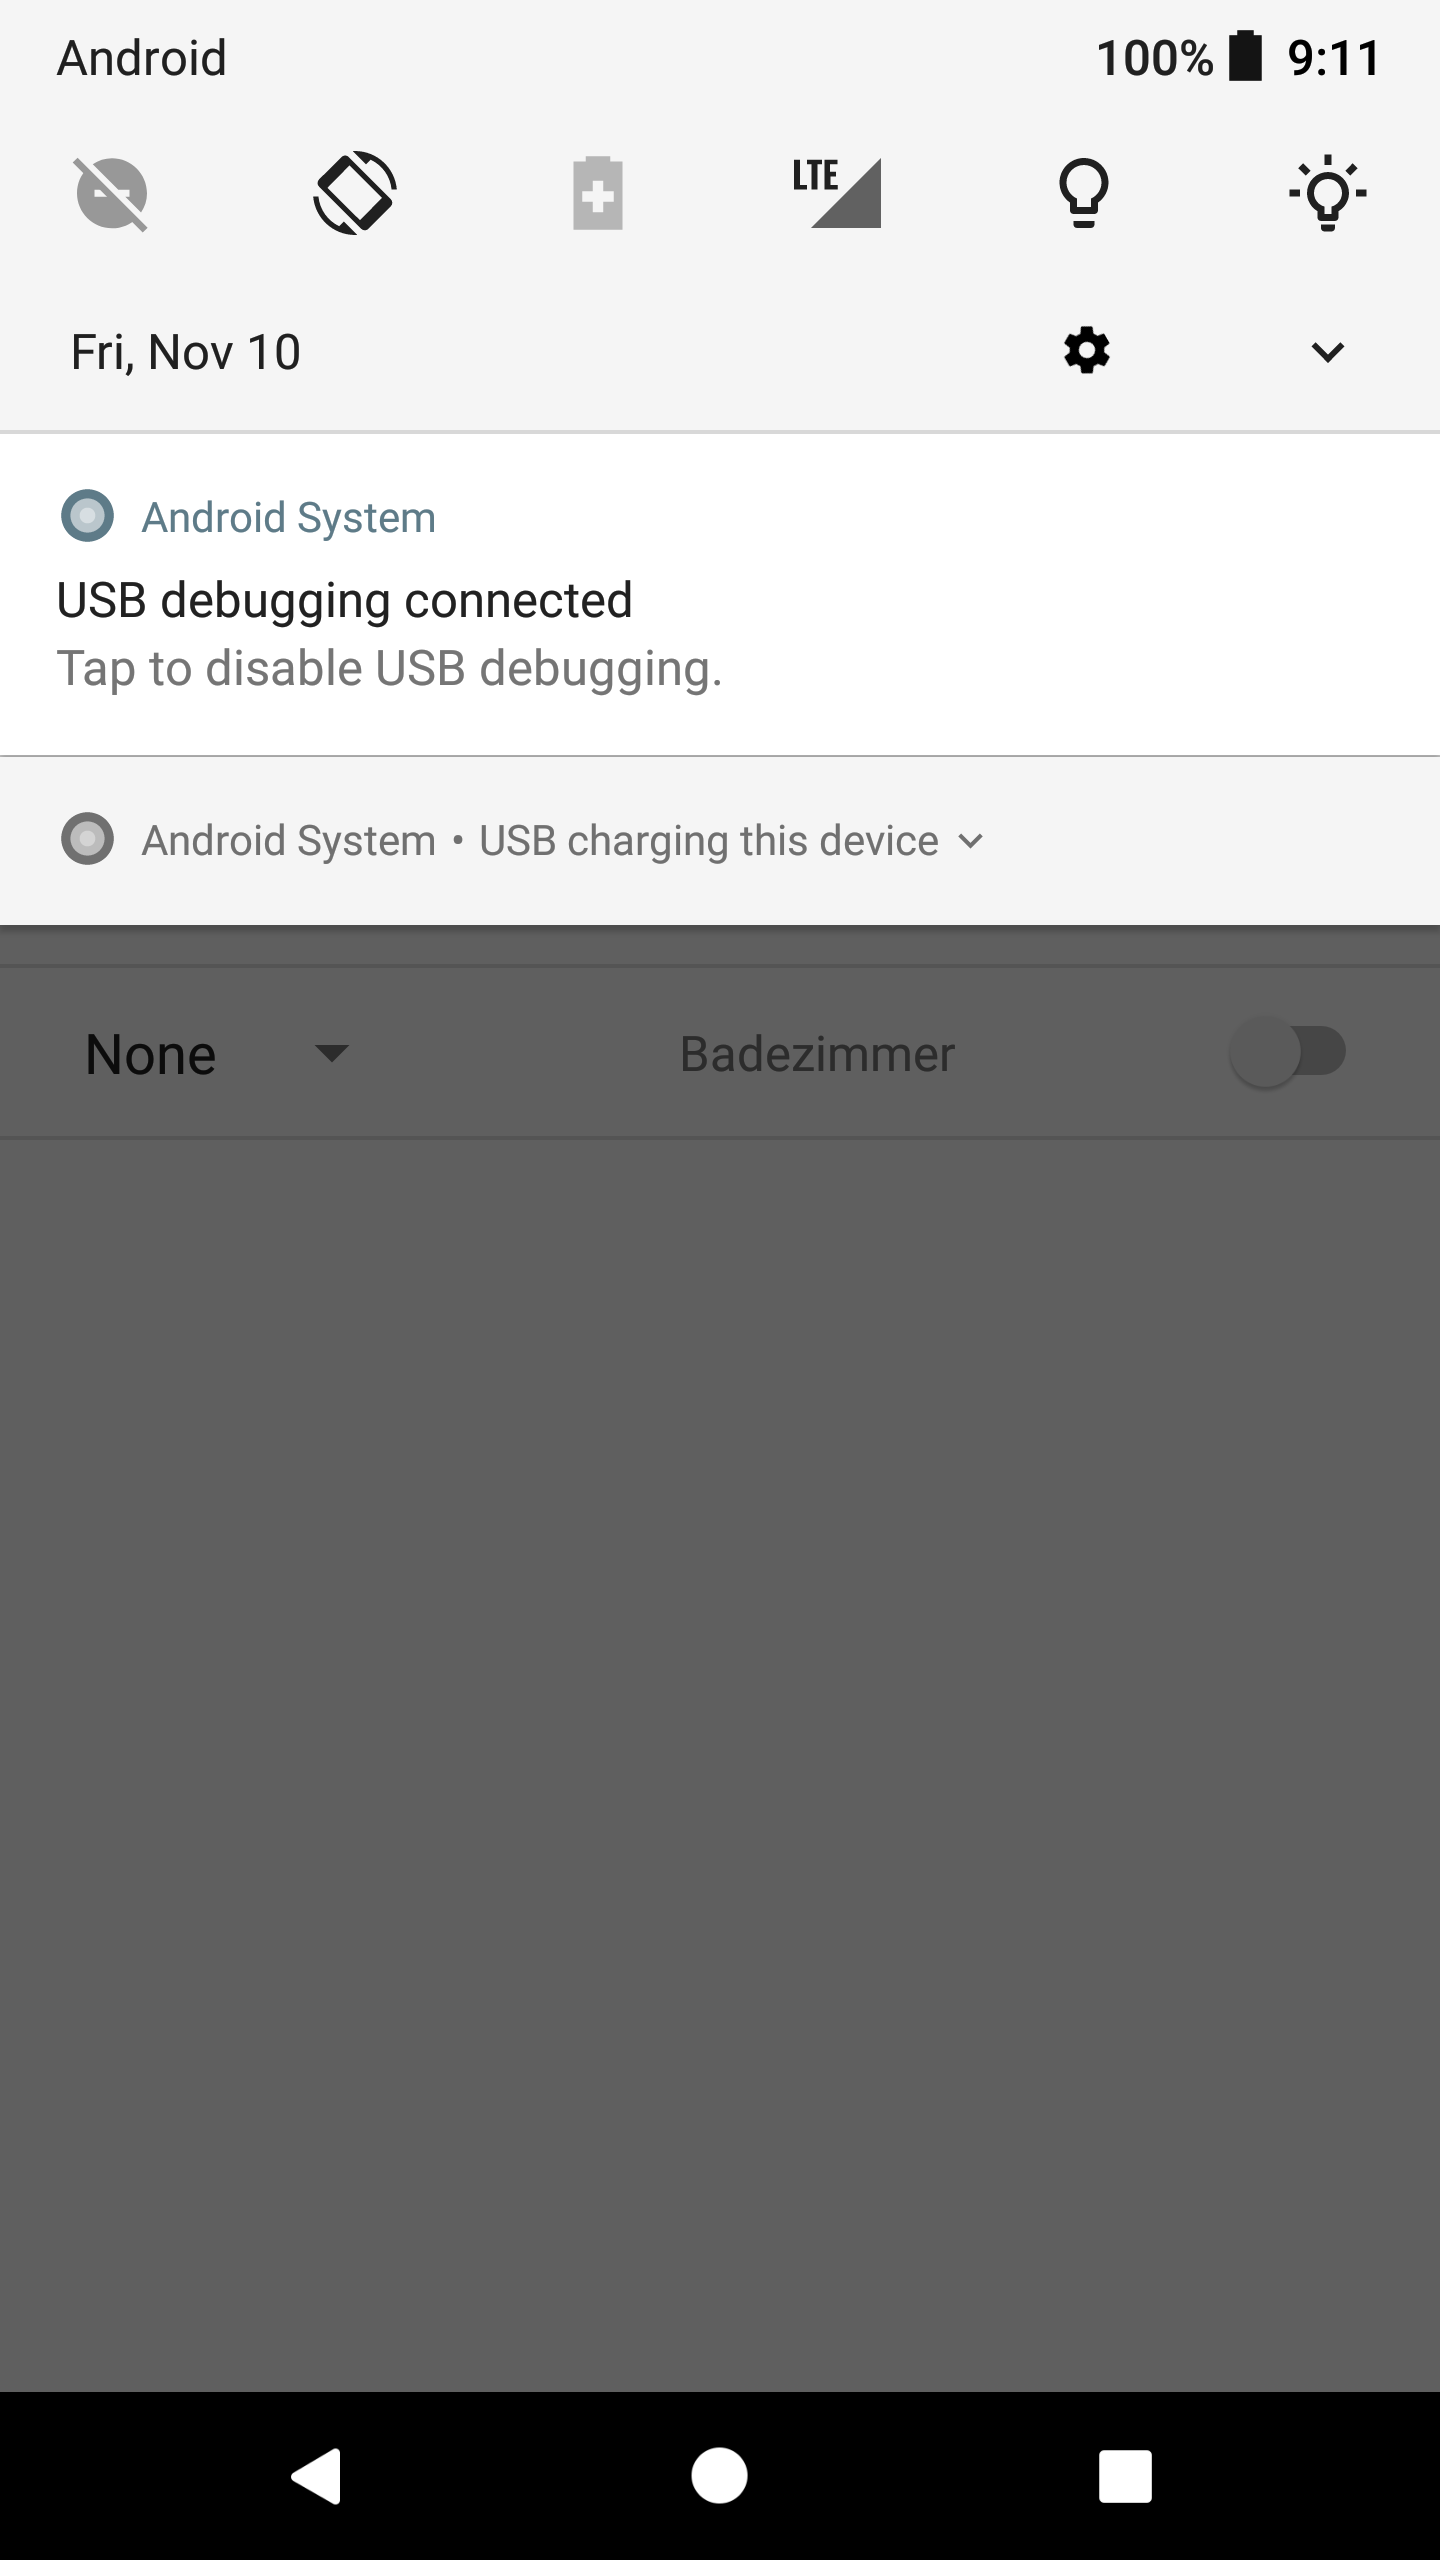 Android 100% 9:11
LTE
Fri, Nov 10
Android System
USB debugging connected
Tap to disable USB debugging.
Android System • USB charging this device
None Badezimmer